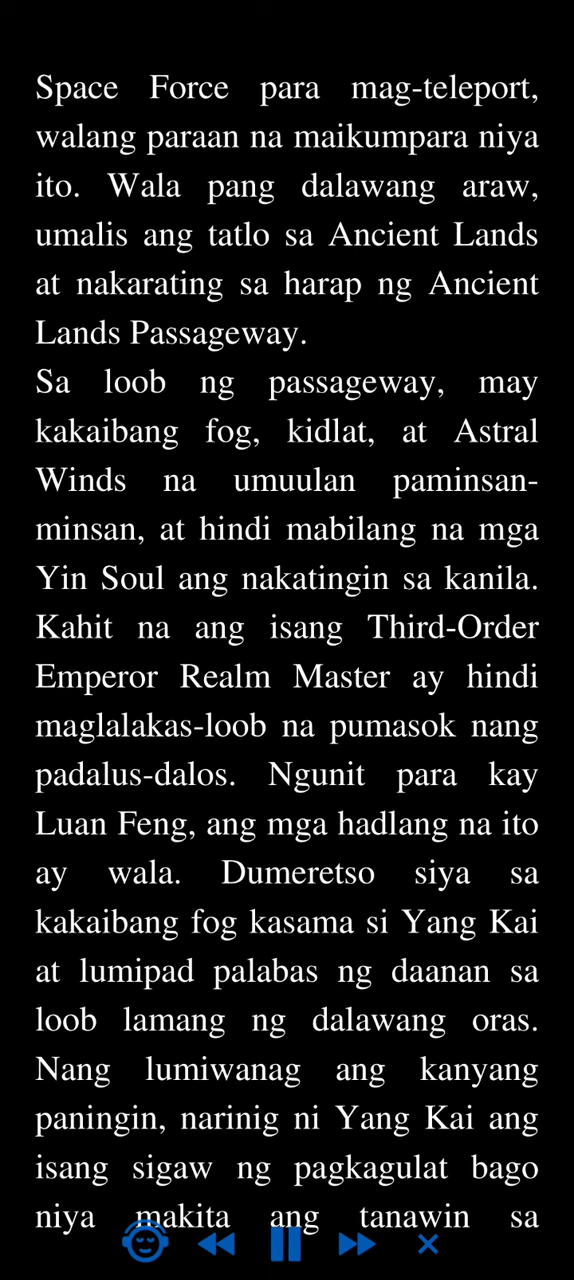 Space Force para mag-teleport,
walang paraan na maikumpara niya
ito. Wala pang dalawang araw,
umalis ang tatlo sa Ancient Lands
at nakarating sa harap ng Ancient
Lands Passageway.
Sa loob ng passageway, may
kakaibang fog, kidlat, at Astral
Winds na umuulan paminsan-
minsan, at hindi mabilang na mga
Yin Soul ang nakatingin sa kanila.
Kahit na ang isang Third-Order
Emperor Realm Master ay hindi
maglalakas-loob na pumasok nang
padalus-dalos. Ngunit para kay
Luan Feng, ang mga hadlang na ito
ay wala. Dumeretso siya sa
kakaibang fog kasama si Yang Kai
at lumipad palabas ng daanan sa
loob lamang ng dalawang oras.
Nang lumiwanag ang kanyang
paningin, narinig ni Yang Kai ang
isang sigaw ng pagkagulat bago
niya makita ang tanawin sa